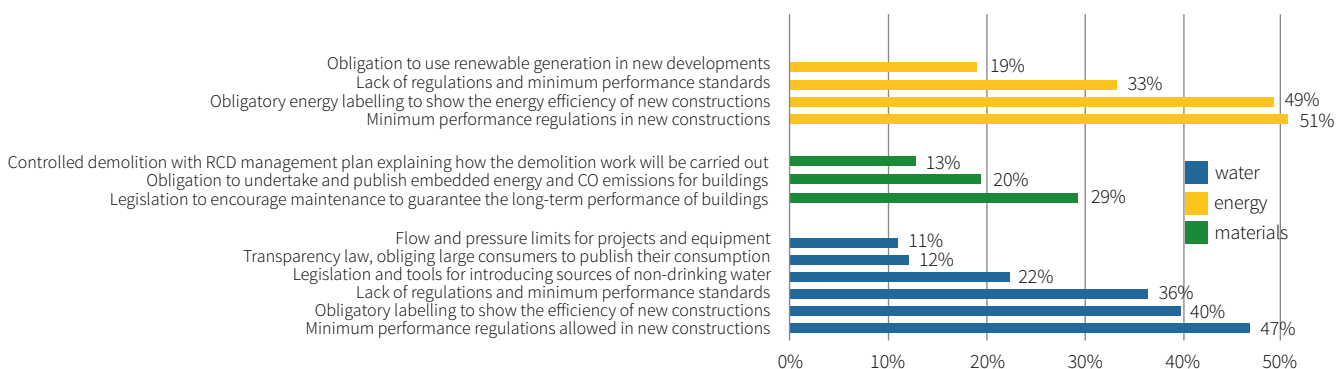 Obligation to use renewable generation in new developments 19%
Lack of regulations and minimum performance standards 33%
Obligatory energy labelling to show the energy efficiency of new constructions 49%
Minimum performance regulations in new constructions 51%
Controlled demolition with RCD management plan explaining how the demolition work will be carried out 13%
Obligation to undertake and publish embedded energy and CO emissions for buildings 20%
Legislation to encourage maintenance to guarantee the long-term performance of buildings 29%
water
energy
materials
Flow and pressure limits for projects and equipment 11%
Transparency law, obliging large consumers to publish their consumption 12%
Legislation and tools for introducing sources of non-drinking water 22%
Lack of regulations and minimum performance standards 36%
Obligatory labelling to show the efficiency of new constructions 40%
Minimum performance regulations allowed in new constructions 47%
0% 10% 20% 30% 40% 50%